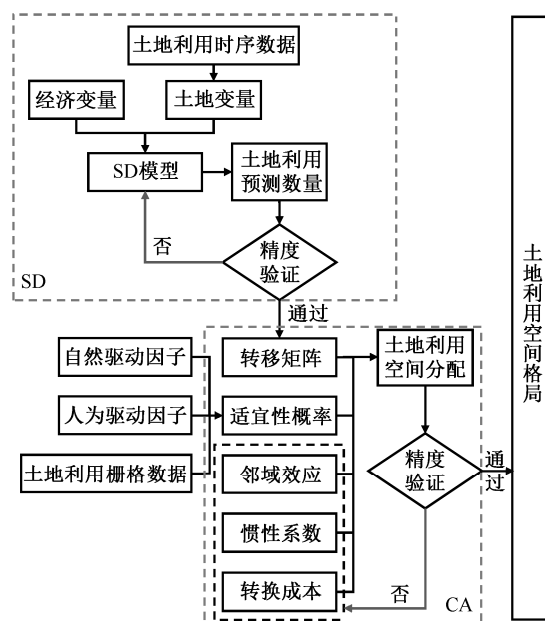 土地利用时序数据
经济变量
土地变量
SD模型
土地利用
预测数量
否
精度
验证
SD
通过
自然驱动因子
转移矩阵
土地利用
空间分配
人为驱动因子
适宜性概率
土地利用栅格数据
邻域效应
精度
验证
通过
惯性系数
转换成本
否
CA
土地利用空间格局